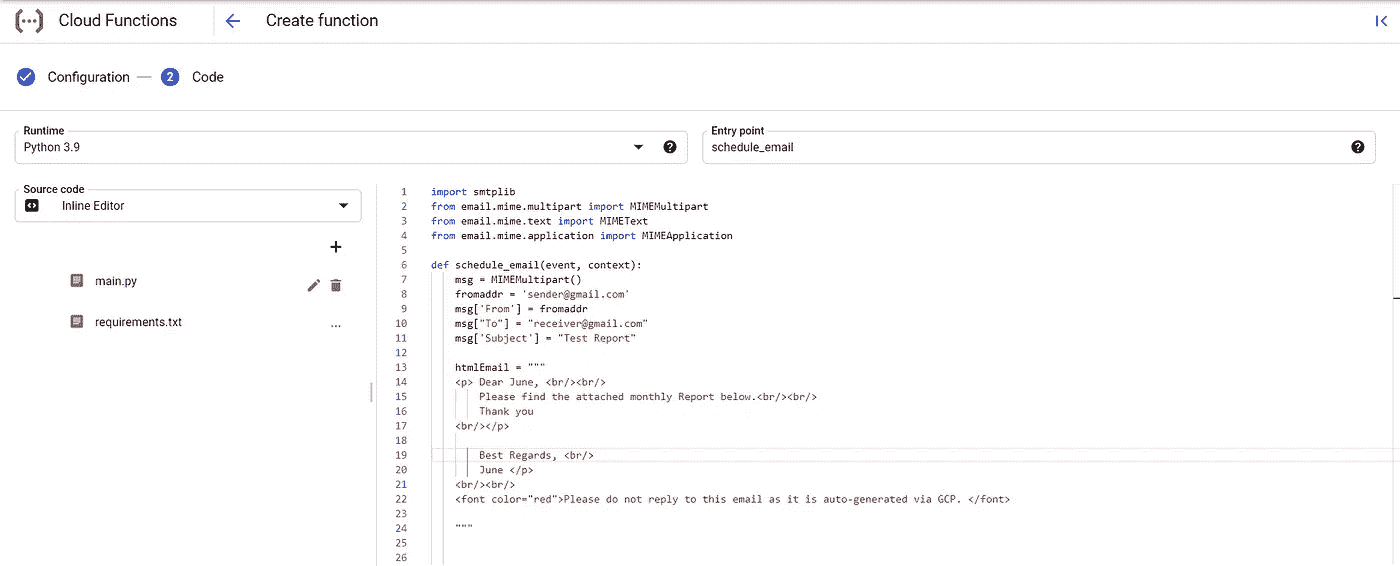 Cloud Functions
Create function
Configuration
2
Code
Runtime
Python 3.9
Entry point
schedule_email
Source code
Inline Editor
main.py
requirements.txt
1 import smtplib
2 from email.mime.multipart import MIMEMultipart
3 from email.mime.text import MIMEText
4 from email.mime.application import MIMEApplication
5
6 def schedule_email(event, context):
7 msg = MIMEMultipart()
8 fromaddr = 'sender@gmail.com'
9 msg['From'] = fromaddr
10 msg["To"] = "receiver@gmail.com"
11 msg['Subject'] = "Test Report"
12
13 htmlEmail = """
14 <p> Dear June, <br/><br/>
15 Please find the attached monthly Report below.<br/><br/>
16 Thank you
17 <br/></p>
18
19 Best Regards, <br/>
20 June </p>
21 <br/><br/>
22 <font color="red">Please do not reply to this email as it is auto-generated via GCP. </font>
23
24 """
25
26